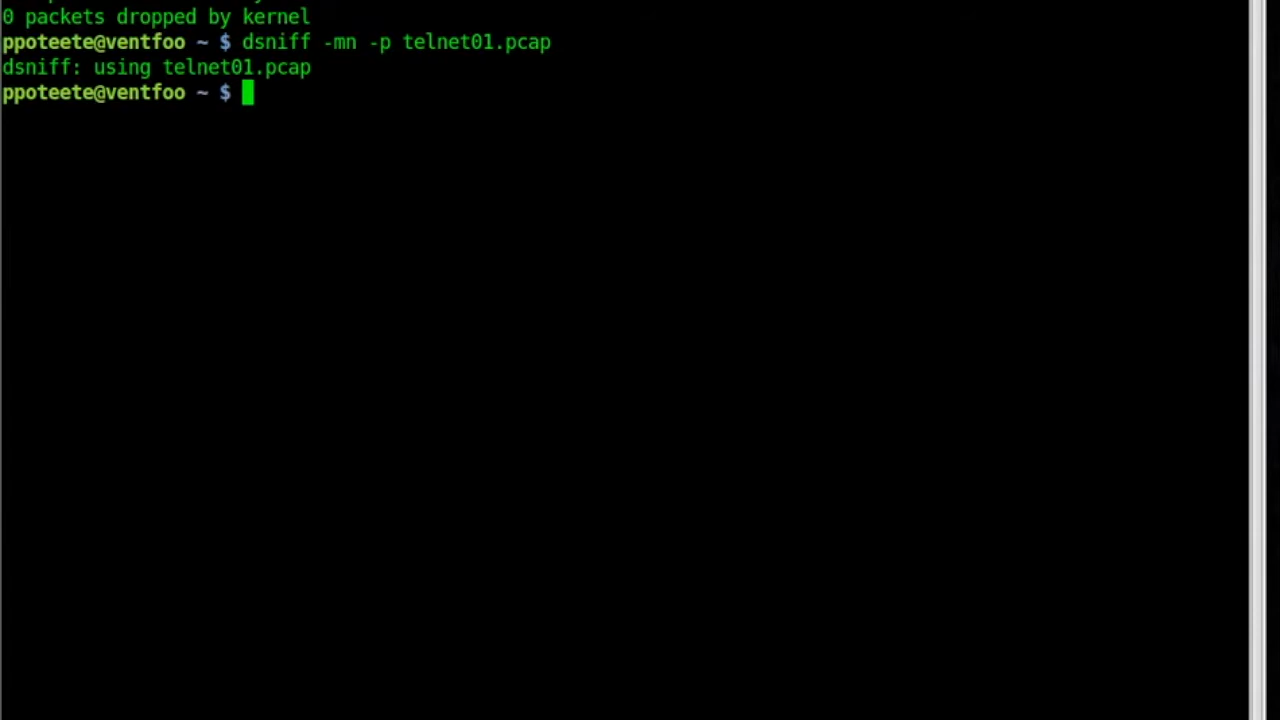 0 packets dropped by kernel
ppoteete@ventfoo ~ $ dsniff -mn -p telnet01.pcap
dsniff: using telnet01.pcap
ppoteete@ventfoo ~ $